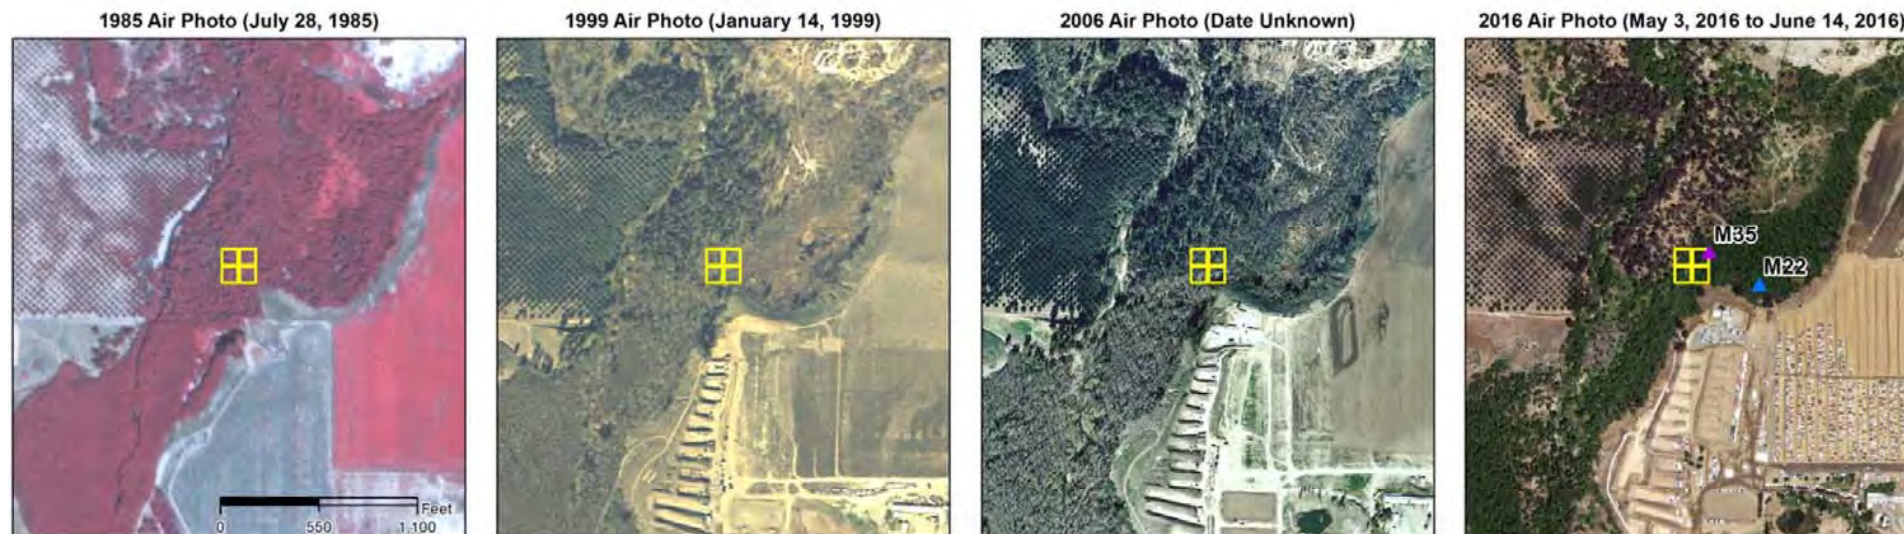 1985 Air Photo (July 28, 1985)
1999 Air Photo (January 14, 1999)
2006 Air Photo (Date Unknown)
2016 Air Photo (May 3, 2016 to June 14, 2016)
M35
M22
Feet
0 550 1,100